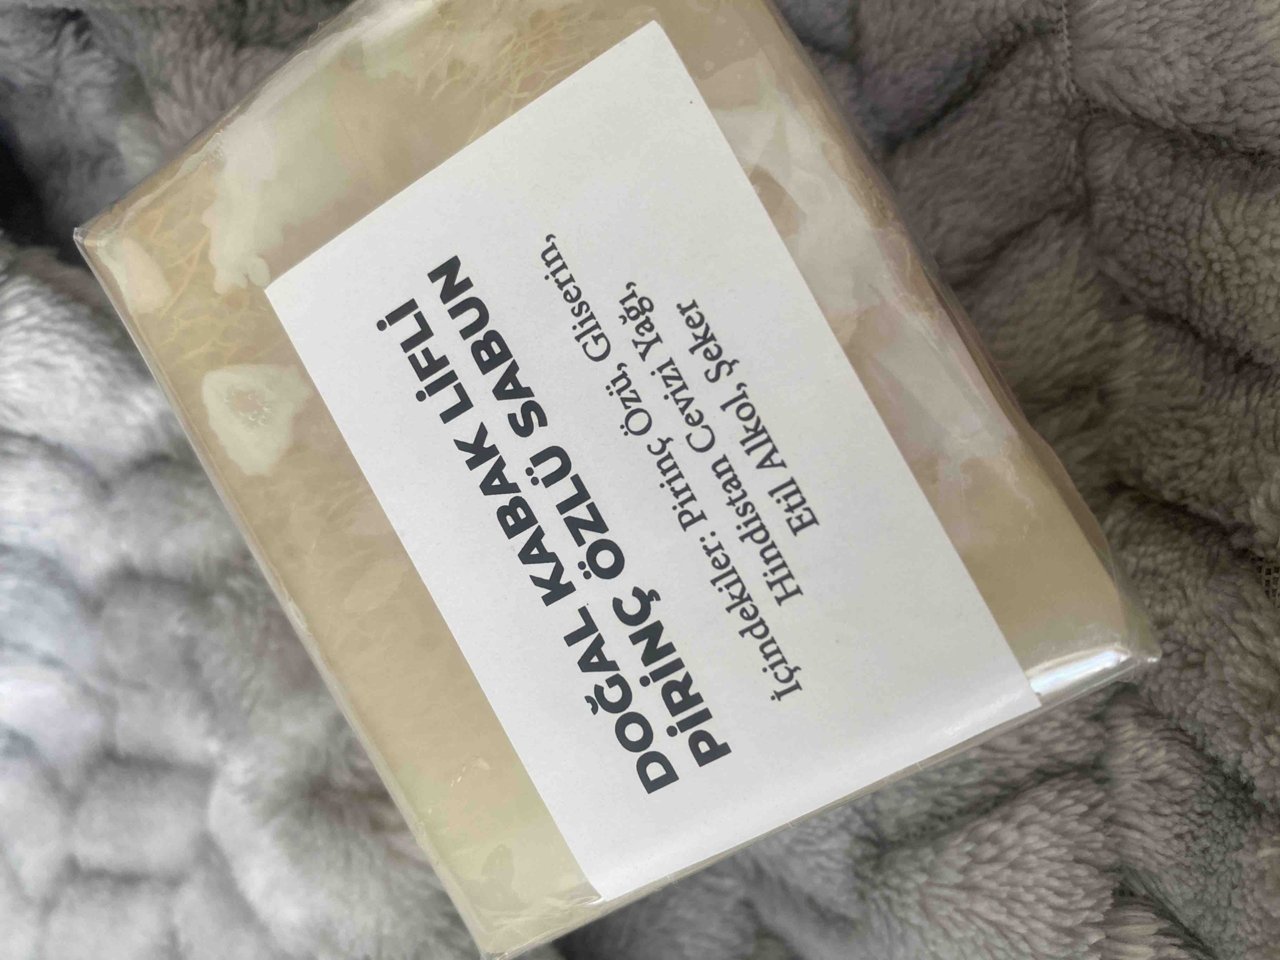 DOĞAL KABAK LİFLİ
PİRİNÇ ÖZLÜ SABUN
İçindekiler: Pirinç Özü, Gliserin,
Hindistan Cevizi Yağı,
Etil Alkol, Şeker